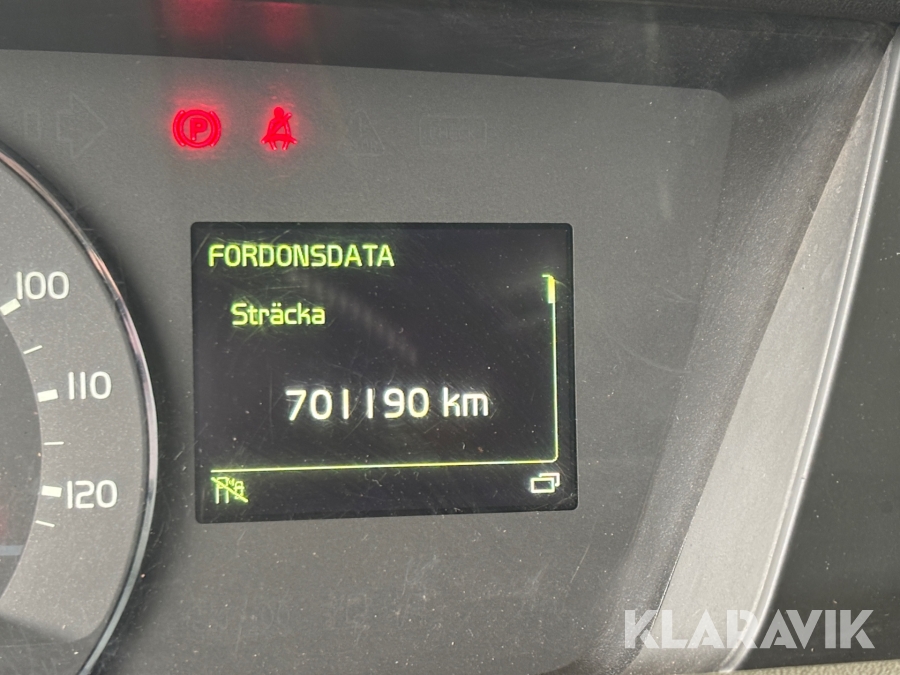 P
FORDONSDATA
Sträcka
100
701190 km
110
120
KLARAVIK